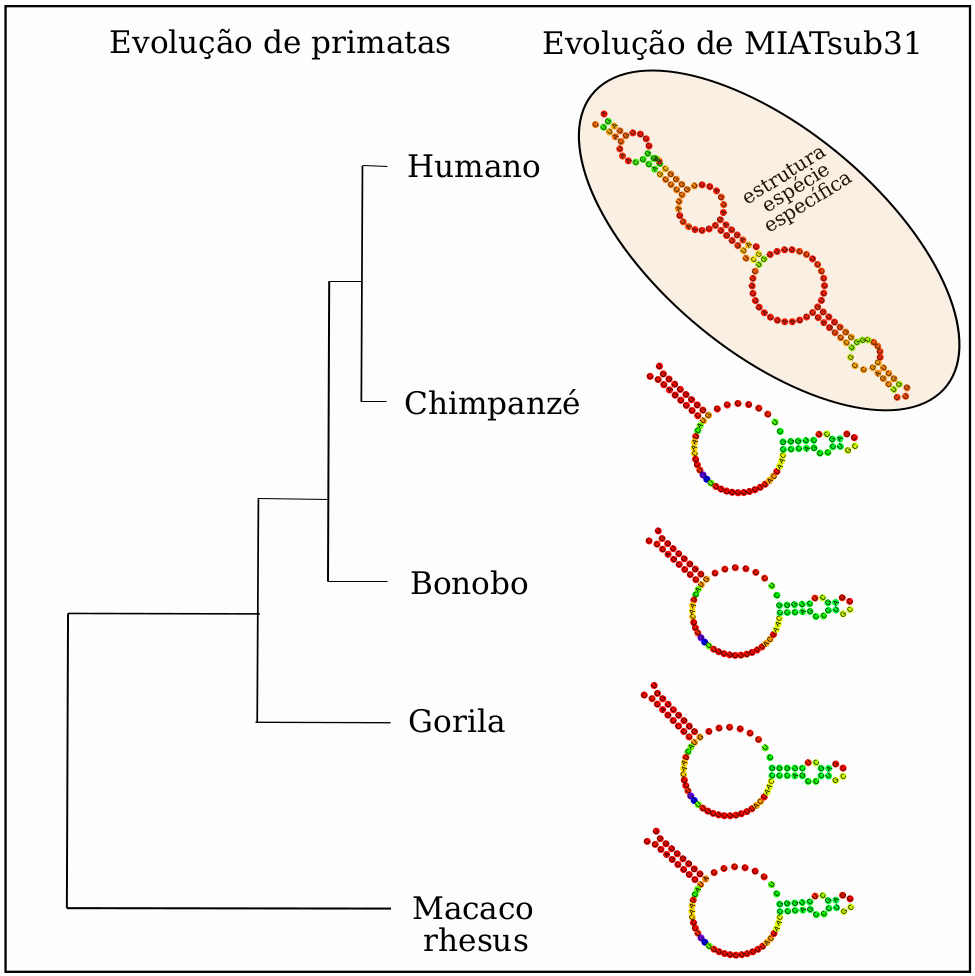 Evolução de primatas
Evolução de MIATsub31
Humano
estrutura
espécie
específica
Chimpanzé
Bonobo
Gorila
Macaco
rhesus